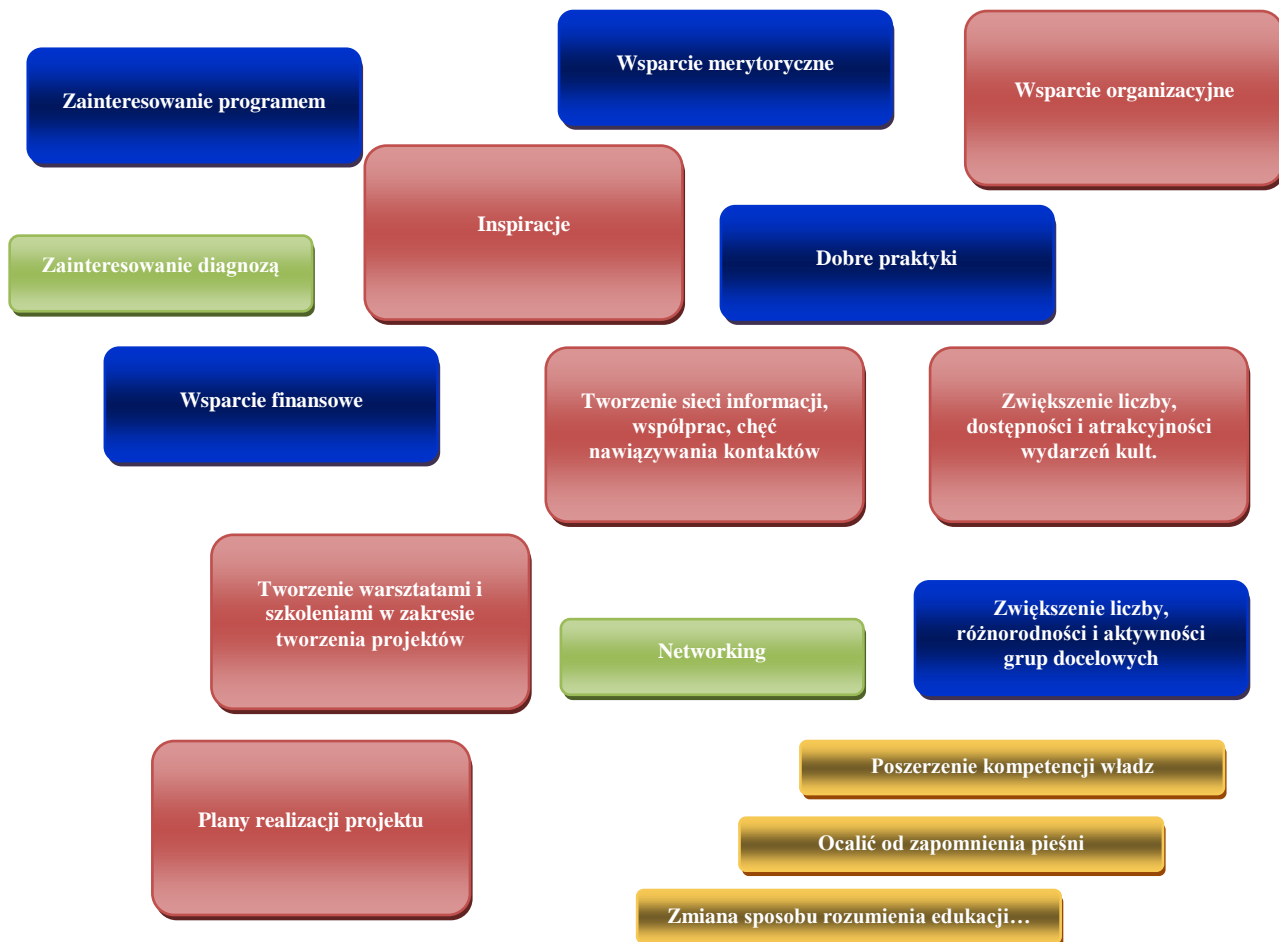 Wsparcie merytoryczne
Zainteresowanie programem
Wsparcie organizacyjne
Inspiracje
Zainteresowanie diagnozą
Dobre praktyki
Wsparcie finansowe
Tworzenie sieci informacji,
współprac, chęć
nawiązywania kontaktów
Zwiększenie liczby,
dostępności i atrakcyjności
wydarzeń kult.
Tworzenie warsztatami i
szkoleniami w zakresie
tworzenia projektów
Networking
Zwiększenie liczby,
różnorodności i aktywności
grup docelowych
Poszerzenie kompetencji władz
Plany realizacji projektu
Ocalić od zapomnienia pieśni
Zmiana sposobu rozumienia edukacji…